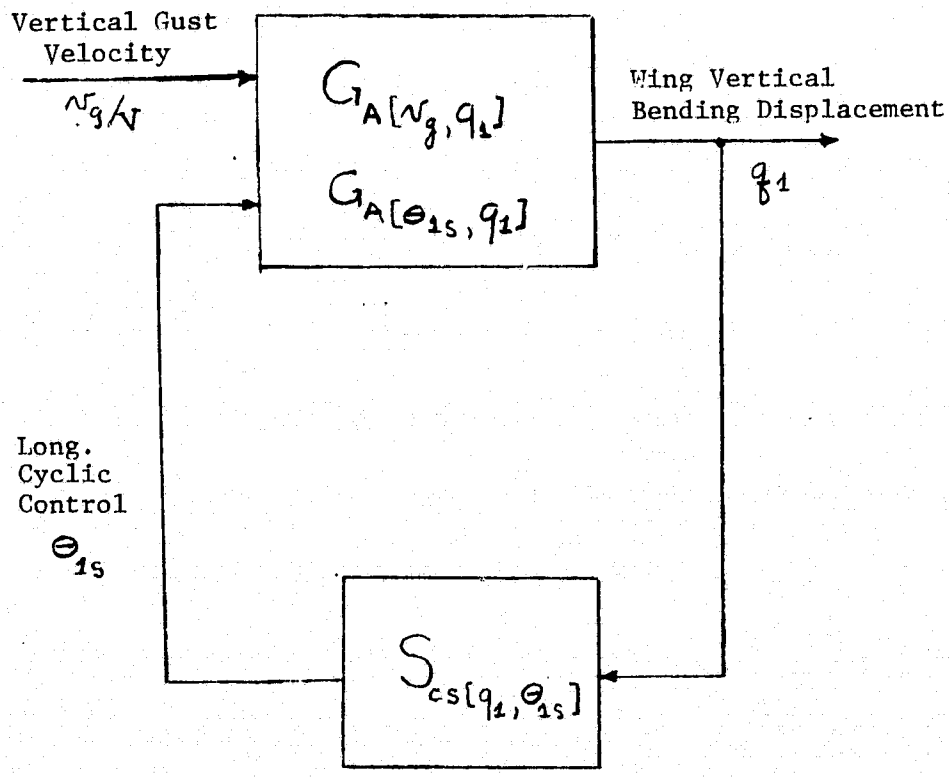 Vertical Gust
Velocity
v_g/V
G_A[v_g, q_1]
G_A[Θ_1s, q_1]
Wing Vertical
Bending Displacement
q_1
Long.
Cyclic
Control
Θ_1s
S_cs[q_1, Θ_1s]